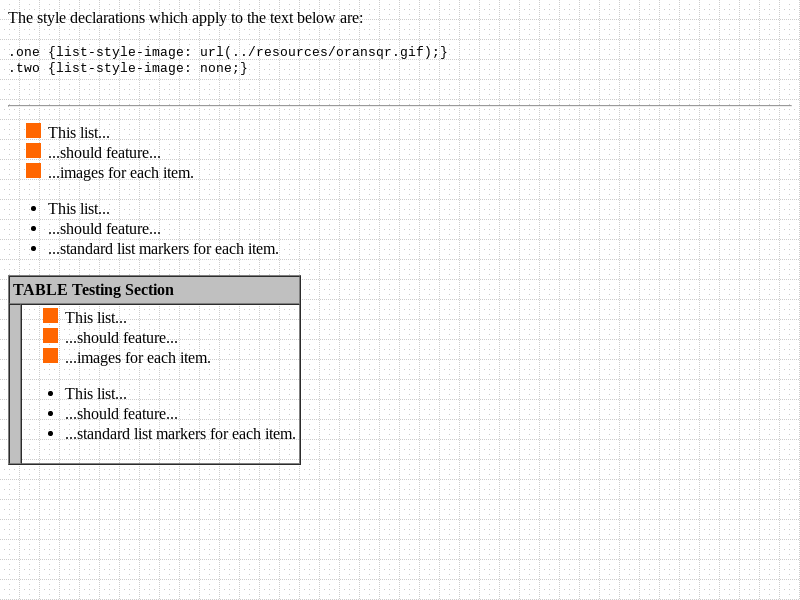 The style declarations which apply to the text below are:
.one {list-style-image: url(../resources/oransqr.gif);}
.two {list-style-image: none;}
This list...
...should feature...
...images for each item.
This list...
...should feature...
...standard list markers for each item.
TABLE Testing Section
This list...
...should feature...
...images for each item.
This list...
...should feature...
...standard list markers for each item.